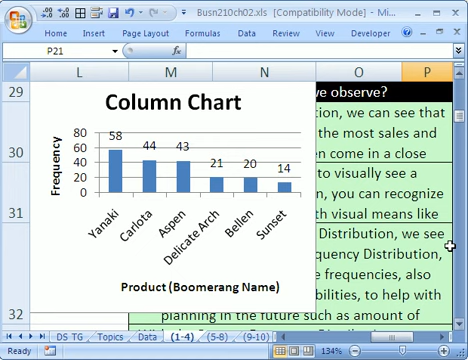 Busn210ch02.xls [Compatibility Mode] - Mi...
Home Insert Page Layout Formulas Data Review View Developer
P21
L M N O P
29 we observe?
Column Chart
tion, we can see that
the most sales and
30 en come in a close
to visually see a
n, you can recognize
31 th visual means like
Distribution, we see
quency Distribution,
e frequencies, also
bilities, to help with
planning in the future such as amount of
32
Frequency
80
60
40
20
0
58 44 43 21 20 14
Yanaki Carlota Aspen Delicate Arch Bellen Sunset
Product (Boomerang Name)
DS TG Topics Data (1-4) (5-8) (9-10)
Ready 134%